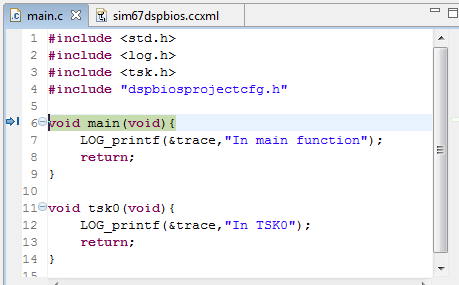 main.c sim67dspbios.ccxml
1 #include <std.h>
2 #include <log.h>
3 #include <tsk.h>
4 #include "dspbiosprojectcfg.h"
5
6 void main(void){
7 LOG_printf(&trace,"In main function");
8 return;
9 }
10
11 void tsk0(void){
12 LOG_printf(&trace,"In TSK0");
13 return;
14 }
15